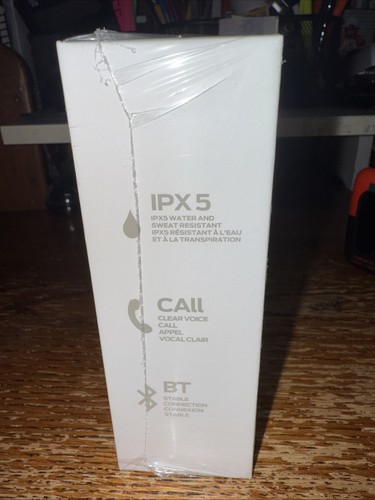 IPX 5
IPX5 WATER AND
SWEAT RESISTANT
IPX5 RÉSISTANT À L'EAU
ET À LA TRANSPIRATION
CAll
CLEAR VOICE
CALL
APPEL
VOCAL CLAIR
BT
STABLE
CONNECTION
CONNEXION
STABLE